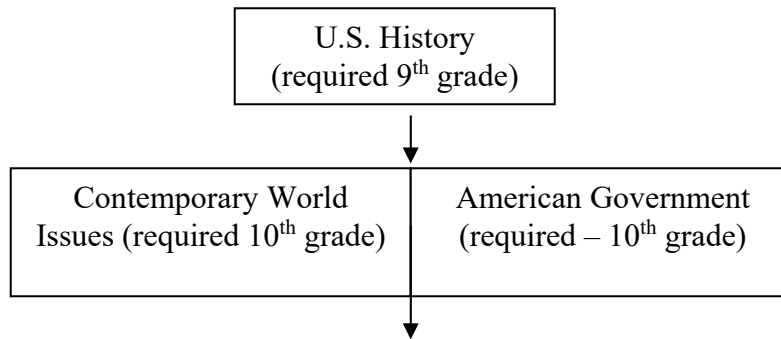 U.S. History
(required 9th grade)
Contemporary World
Issues (required 10th grade)
American Government
(required – 10th grade)